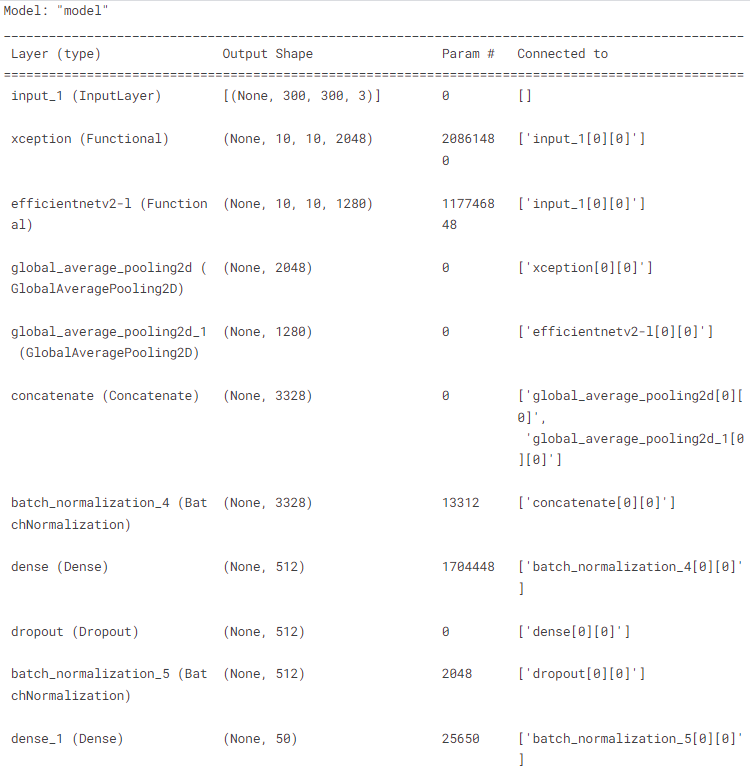 Model: "model"
__________________________________________________________________________________________________
Layer (type) Output Shape Param # Connected to
==================================================================================================
input_1 (InputLayer) [(None, 300, 300, 3)] 0 []
xception (Functional) (None, 10, 10, 2048) 2086148 ['input_1[0][0]']
0
efficientnetv2-l (Function (None, 10, 10, 1280) 1177468 ['input_1[0][0]']
al) 48
global_average_pooling2d ( (None, 2048) 0 ['xception[0][0]']
GlobalAveragePooling2D)
global_average_pooling2d_1 (None, 1280) 0 ['efficientnetv2-l[0][0]']
(GlobalAveragePooling2D)
concatenate (Concatenate) (None, 3328) 0 ['global_average_pooling2d[0][
0]',
'global_average_pooling2d_1[0
][0]']
batch_normalization_4 (Bat (None, 3328) 13312 ['concatenate[0][0]']
chNormalization)
dense (Dense) (None, 512) 1704448 ['batch_normalization_4[0][0]'
]
dropout (Dropout) (None, 512) 0 ['dense[0][0]']
batch_normalization_5 (Bat (None, 512) 2048 ['dropout[0][0]']
chNormalization)
dense_1 (Dense) (None, 50) 25650 ['batch_normalization_5[0][0]'
]